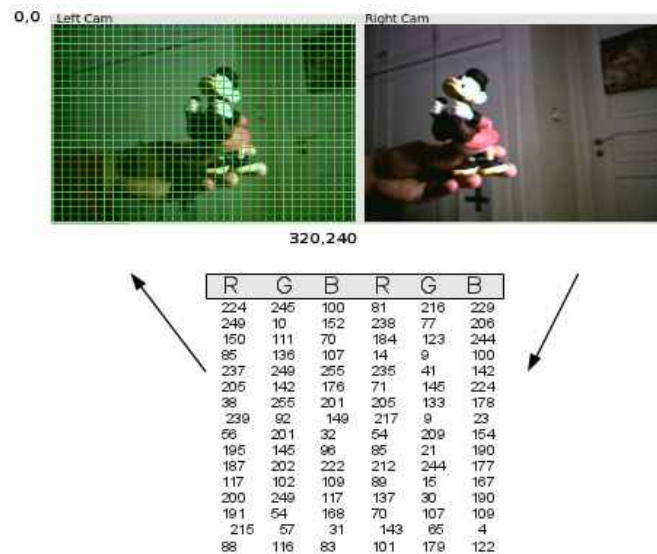 0,0 Left Cam Right Cam
320,240
R G B R G B
224 245 100 81 216 229
249 10 152 238 77 206
150 111 70 184 123 244
85 136 107 14 9 100
237 249 255 235 41 142
205 142 176 71 145 224
38 255 201 205 133 178
239 92 149 217 9 23
56 201 32 54 209 154
195 145 96 85 21 190
187 202 222 212 244 177
117 102 109 89 15 167
200 249 117 137 30 190
191 54 168 70 107 109
215 57 31 143 65 4
88 116 83 101 179 122